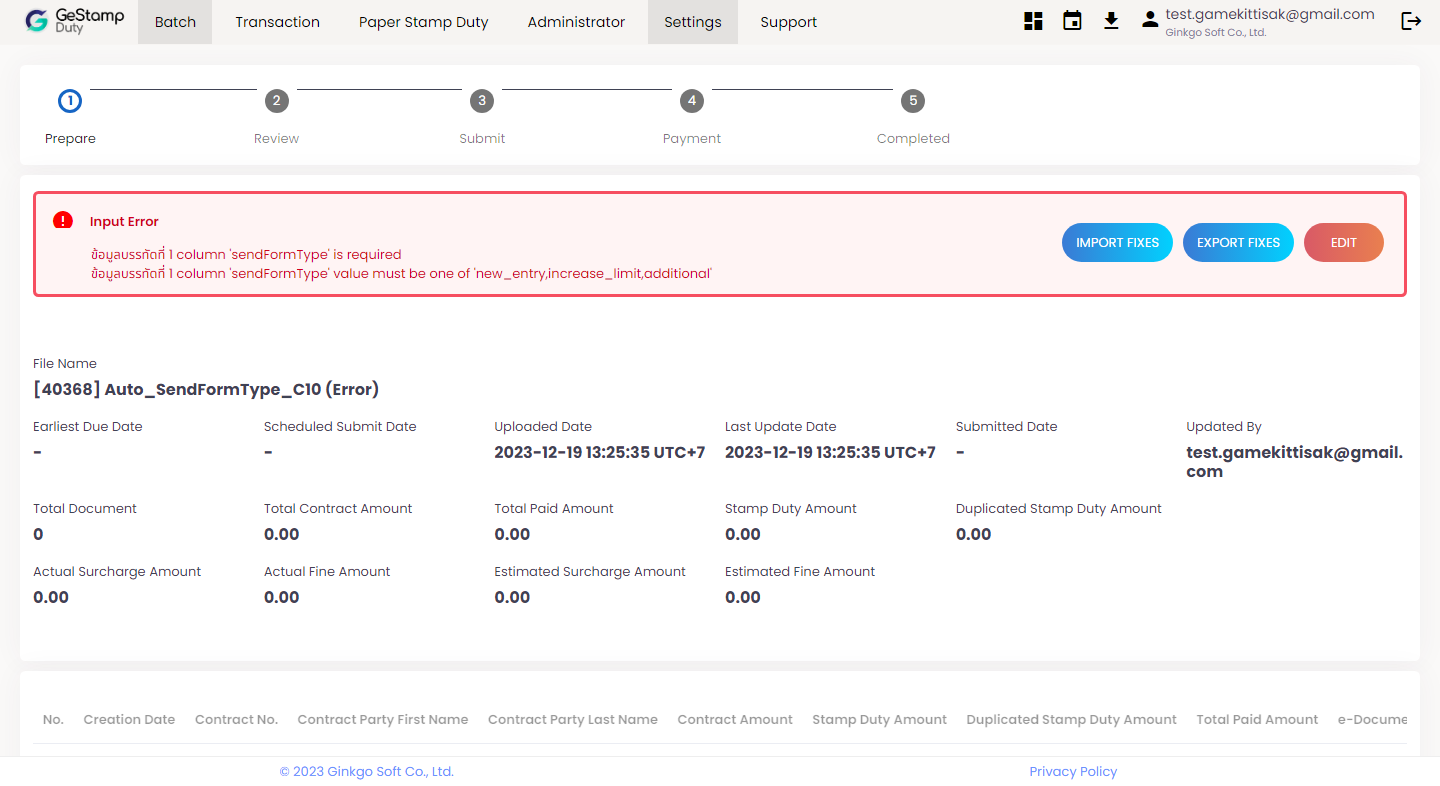 GeStamp
Duty
Batch
Transaction
Paper Stamp Duty
Administrator
Settings
Support
test.gamekittisak@gmail.com
Ginkgo Soft Co., Ltd.
1
2
3
4
5
Prepare
Review
Submit
Payment
Completed
Input Error
ข้อมูลบรรทัดที่ 1 column 'sendFormType' is required
ข้อมูลบรรทัดที่ 1 column 'sendFormType' value must be one of 'new_entry,increase_limit,additional'
IMPORT FIXES
EXPORT FIXES
EDIT
File Name
[40368] Auto_SendFormType_C10 (Error)
Earliest Due Date
Scheduled Submit Date
Uploaded Date
Last Update Date
Submitted Date
Updated By
-
-
2023-12-19 13:25:35 UTC+7
2023-12-19 13:25:35 UTC+7
-
test.gamekittisak@gmail.
com
Total Document
Total Contract Amount
Total Paid Amount
Stamp Duty Amount
Duplicated Stamp Duty Amount
0
0.00
0.00
0.00
0.00
Actual Surcharge Amount
Actual Fine Amount
Estimated Surcharge Amount
Estimated Fine Amount
0.00
0.00
0.00
0.00
No.
Creation Date
Contract No.
Contract Party First Name
Contract Party Last Name
Contract Amount
Stamp Duty Amount
Duplicated Stamp Duty Amount
Total Paid Amount
e-Docume
© 2023 Ginkgo Soft Co., Ltd.
Privacy Policy